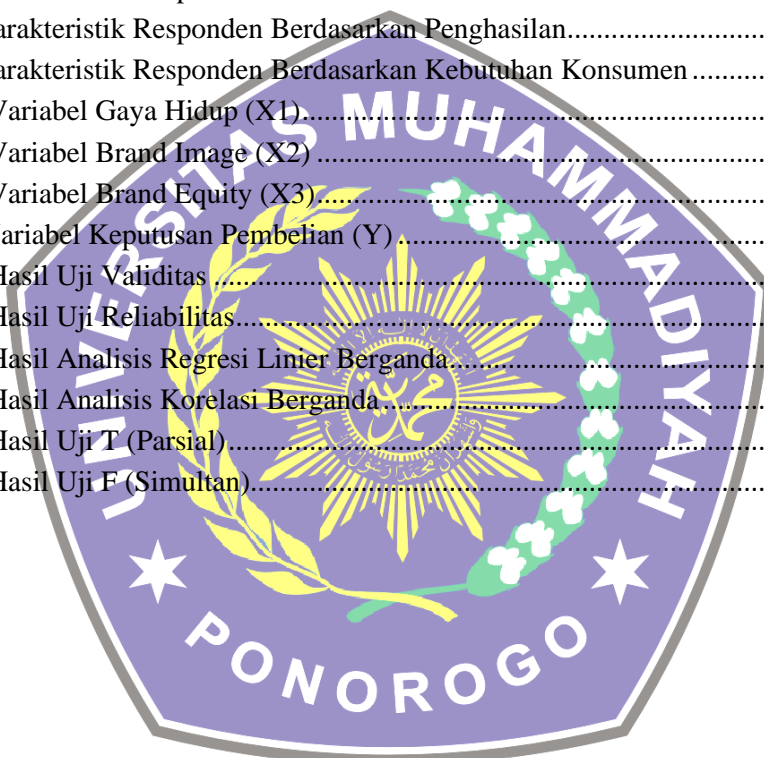 arakteristik Responden Berdasarkan Penghasilan...........................
arakteristik Responden Berdasarkan Kebutuhan Konsumen...........
Variabel Gaya Hidup (X1)...............................................................
Variabel Brand Image (X2).............................................................
Variabel Brand Equity (X3).............................................................
ariabel Keputusan Pembelian (Y)...................................................
Hasil Uji Validitas...........................................................................
Hasil Uji Reliabilitas........................................................................
Hasil Analisis Regresi Linier Berganda...........................................
Hasil Analisis Korelasi Berganda....................................................
Hasil Uji T (Parsial).........................................................................
Hasil Uji F (Simultan)......................................................................
UNIVERSITAS MUHAMMADIYAH
محمدية
PONOROGO